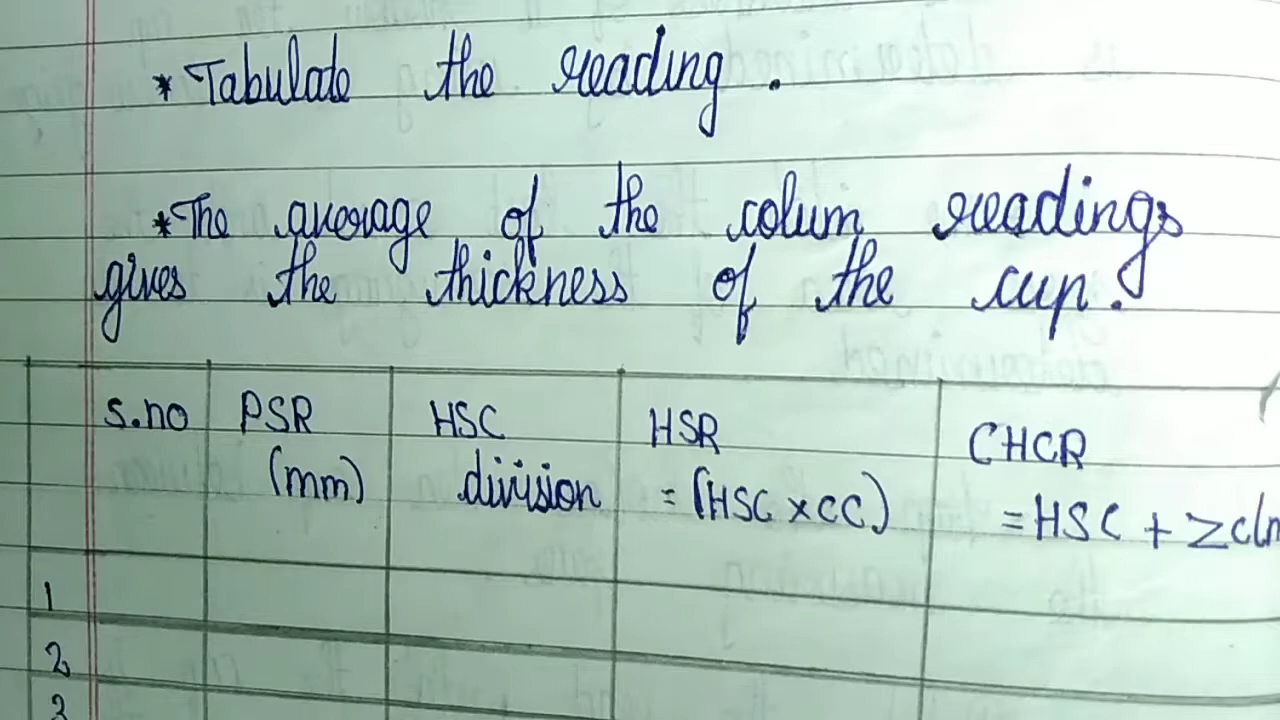 * Tabulate the reading.
* The average of the colum readings
gives the thickness of the cup.
s.no PSR HSC HSR CHCR
(mm) division = (HSC x CC) = HSC + Z
1
2
3